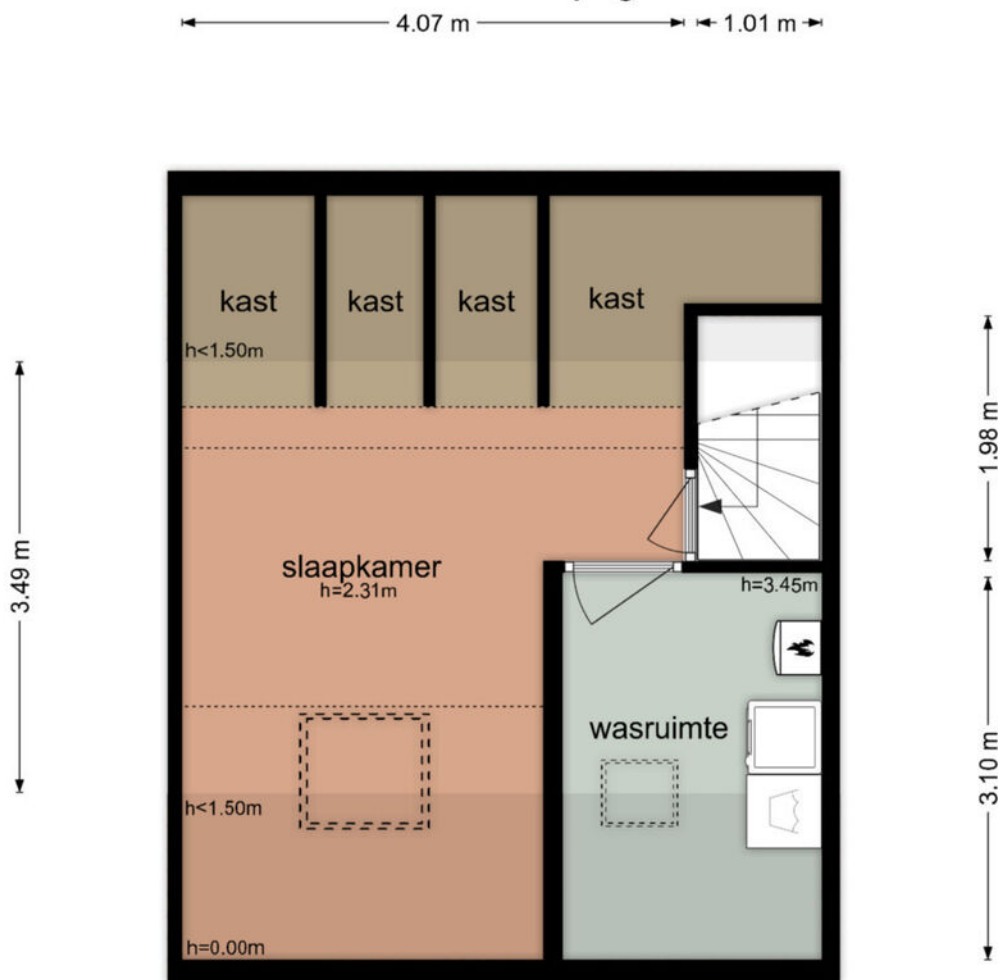 4.07 m
1.01 m
kast
kast
kast
kast
h<1.50m
1.98 m
3.49 m
slaapkamer
h=2.31m
h=3.45m
wasruimte
3.10 m
h<1.50m
h=0.00m